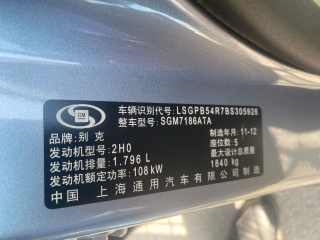 GM
车辆识别代号: LSGPB54R7BS305926
整车型号: SGM7186ATA
品牌: 别克
制造年月: 11-12
发动机型号: 2H0
座位数: 5
发动机排量: 1.796 L
最大设计总质量
发动机额定功率: 108kW
1840 kg
中国 上海通用汽车有限公司制造